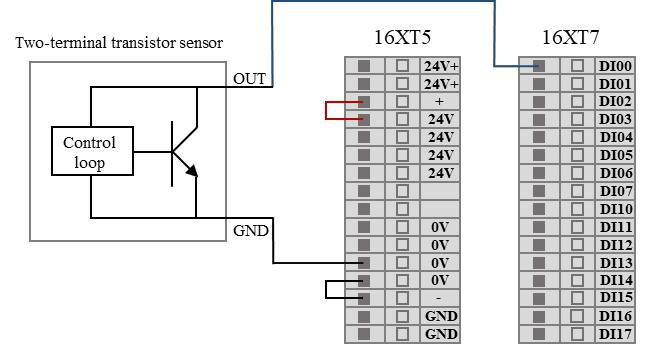 16XT5 16XT7
Two-terminal transistor sensor
OUT
Control
loop
GND
24V+
24V+
+
24V
24V
24V
24V
0V
0V
0V
0V
-
GND
GND
DI00
DI01
DI02
DI03
DI04
DI05
DI06
DI07
DI10
DI11
DI12
DI13
DI14
DI15
DI16
DI17